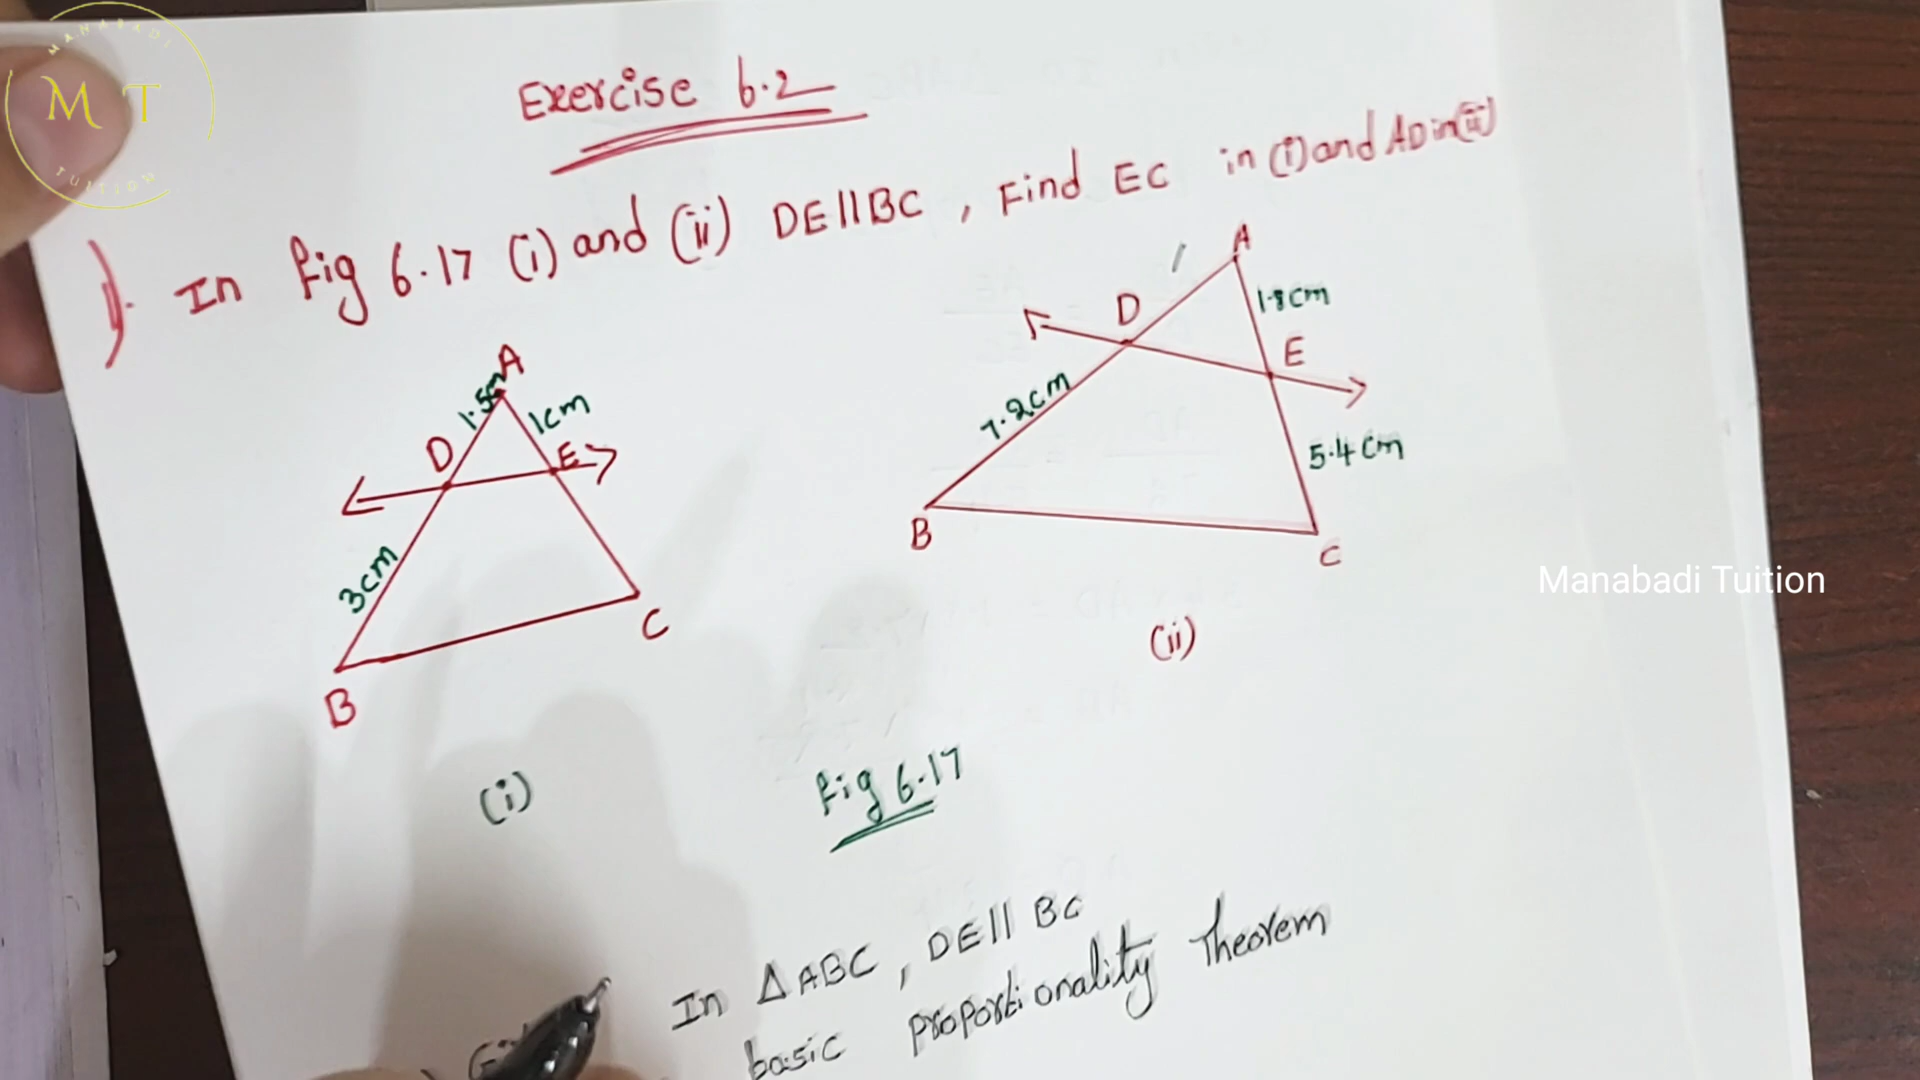 MANABADI
M T
TUITION
Exercise 6.2
1). In fig 6.17 (i) and (ii) DE||BC, Find EC in (i) and AD in (ii)
A
1.5cm
1cm
D
E
3cm
B
C
(i)
A
1.8cm
D
E
7.2cm
5.4cm
B
C
(ii)
Fig 6.17
Manabadi Tuition
In ΔABC, DE||BC
basic proportionality Theorem